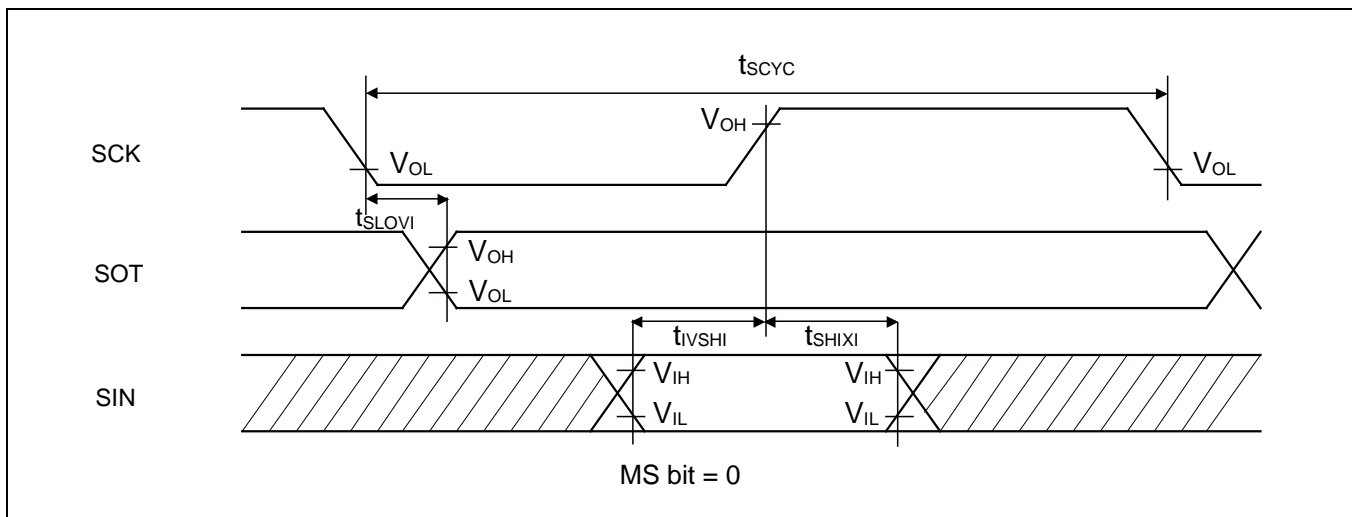 tSCYC
SCK
VOH
VOL
VOL
tSLOVI
SOT
VOH
VOL
tIVSHI
tSHIXI
SIN
VIH
VIH
VIL
VIL
MS bit = 0